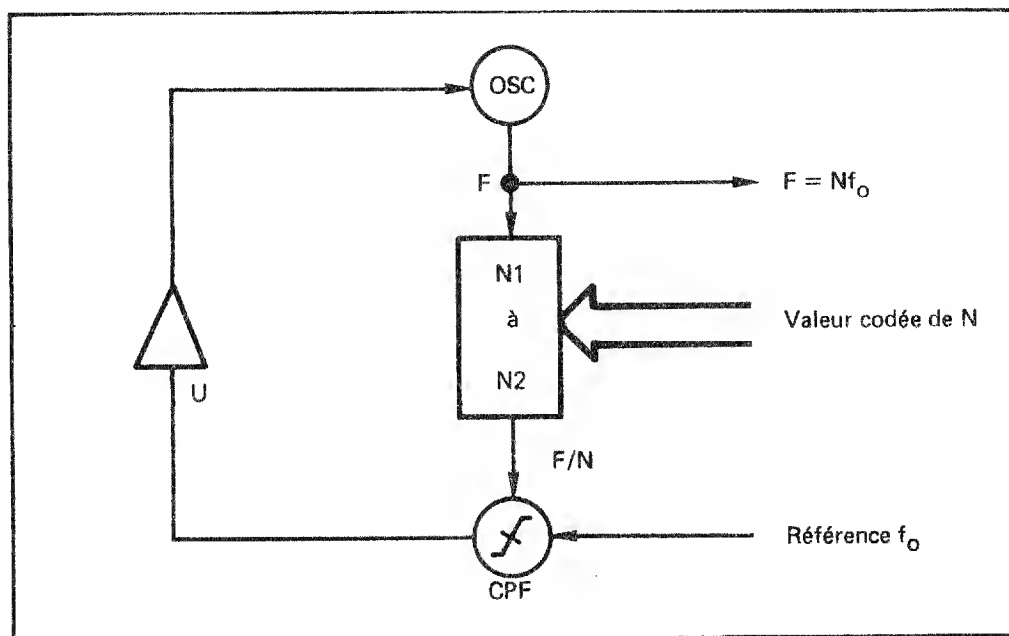 OSC
F
F = Nf₀
N1
à
N2
Valeur codée de N
U
F/N
Référence f₀
CPF